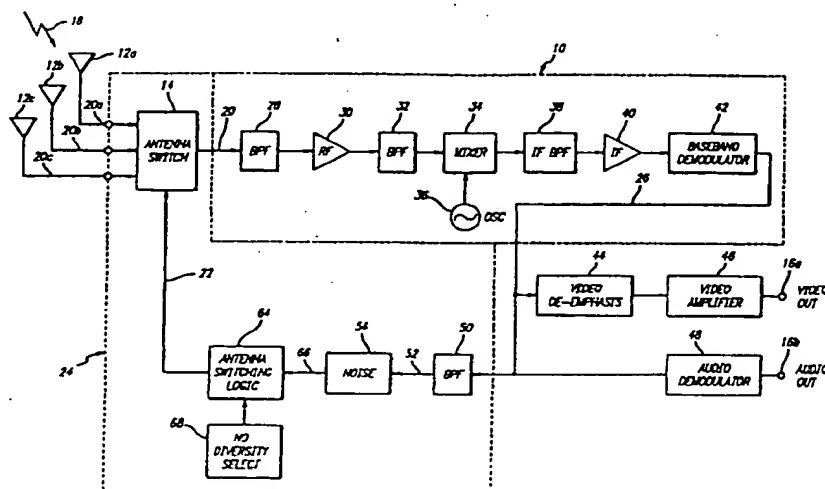 18
12a
12b
12c
10
14
20a
20b
20c
ANTENNA
SWITCH
20
28
BPF
30
RF
32
BPF
34
MIXER
36
OSC
38
IF BPF
40
IF
42
BASEBAND
DEMODULATOR
26
22
24
44
VIDEO
DE-EMPHASIS
46
VIDEO
AMPLIFIER
16a
VIDEO
OUT
64
ANTENNA
SWITCHING
LOGIC
66
54
NOISE
52
50
BPF
48
AUDIO
DEMODULATOR
16b
AUDIO
OUT
68
NO
DIVERSITY
SELECT